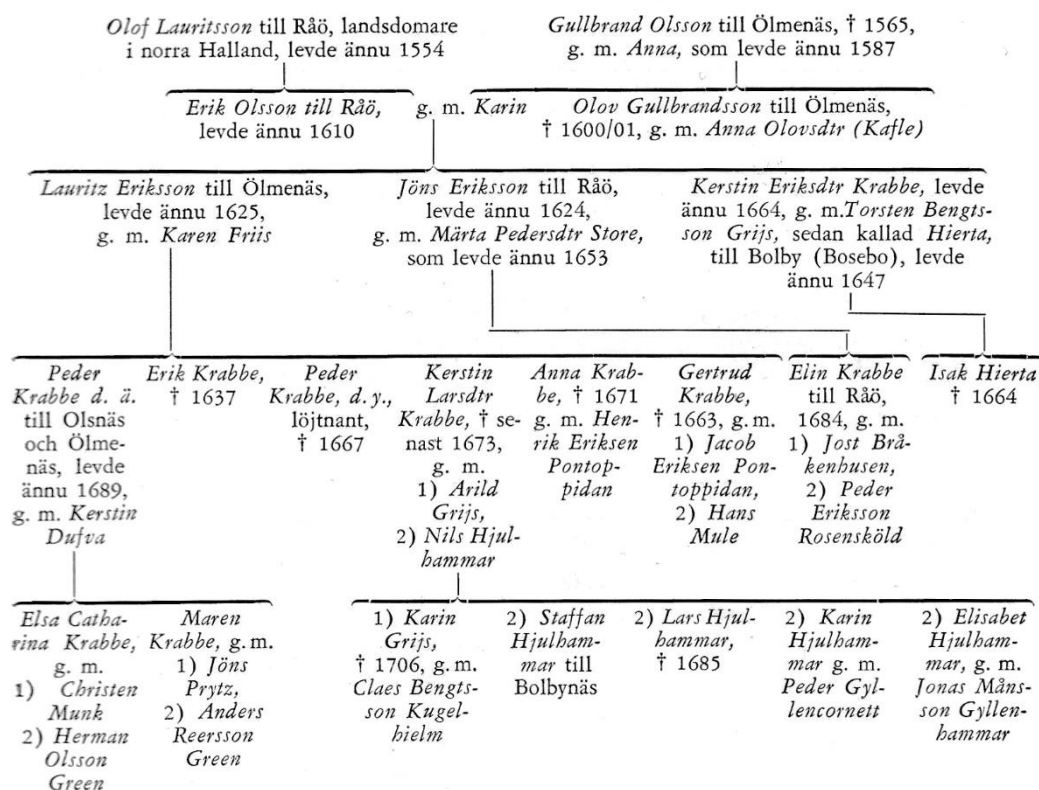 Olof Lauritsson till Råö, landsdomare
i norra Halland, levde ännu 1554
Gullbrand Olsson till Ölmenäs, † 1565,
g. m. Anna, som levde ännu 1587
Erik Olsson till Råö,
levde ännu 1610
g. m. Karin
Olov Gullbrandsson till Ölmenäs,
† 1600/01, g. m. Anna Olovsdtr (Kafle)
Lauritz Eriksson till Ölmenäs,
levde ännu 1625,
g. m. Karen Friis
Jöns Eriksson till Råö,
levde ännu 1624,
g. m. Märta Pedersdtr Store,
som levde ännu 1653
Kerstin Eriksdtr Krabbe, levde
ännu 1664, g. m. Torsten Bengts-
son Grijs, sedan kallad Hierta,
till Bolby (Bosebo), levde
ännu 1647
Peder
Krabbe d. ä.
till Olsnäs
och Ölme-
näs, levde
ännu 1689,
g. m. Kerstin
Dufva
Erik Krabbe,
† 1637
Peder
Krabbe, d. y.,
löjtnant,
† 1667
Kerstin
Larsdtr
Krabbe, † se-
nast 1673,
g. m.
1) Arild
Grijs,
2) Nils Hjul-
hammar
Anna Krab-
be, † 1671
g. m. Hen-
rik Eriksen
Pontop-
pidan
Gertrud
Krabbe,
† 1663, g. m.
1) Jacob
Eriksen Pon-
toppidan,
2) Hans
Mule
Elin Krabbe
till Råö,
1684, g. m.
1) Jost Brå-
kenhusen,
2) Peder
Eriksson
Rosensköld
Isak Hierta
† 1664
Elsa Catha-
rina Krabbe,
g. m.
1) Christen
Munk
2) Herman
Olsson
Green
Maren
Krabbe, g. m.
1) Jöns
Prytz,
2) Anders
Reersson
Green
1) Karin
Grijs,
† 1706, g. m.
Claes Bengts-
son Kugel-
hielm
2) Staffan
Hjulham-
mar till
Bolbynäs
2) Lars Hjul-
hammar,
† 1685
2) Karin
Hjulham-
mar g. m.
Peder Gyl-
lencornett
2) Elisabet
Hjulham-
mar, g. m.
Jonas Måns-
son Gyllen-
hammar